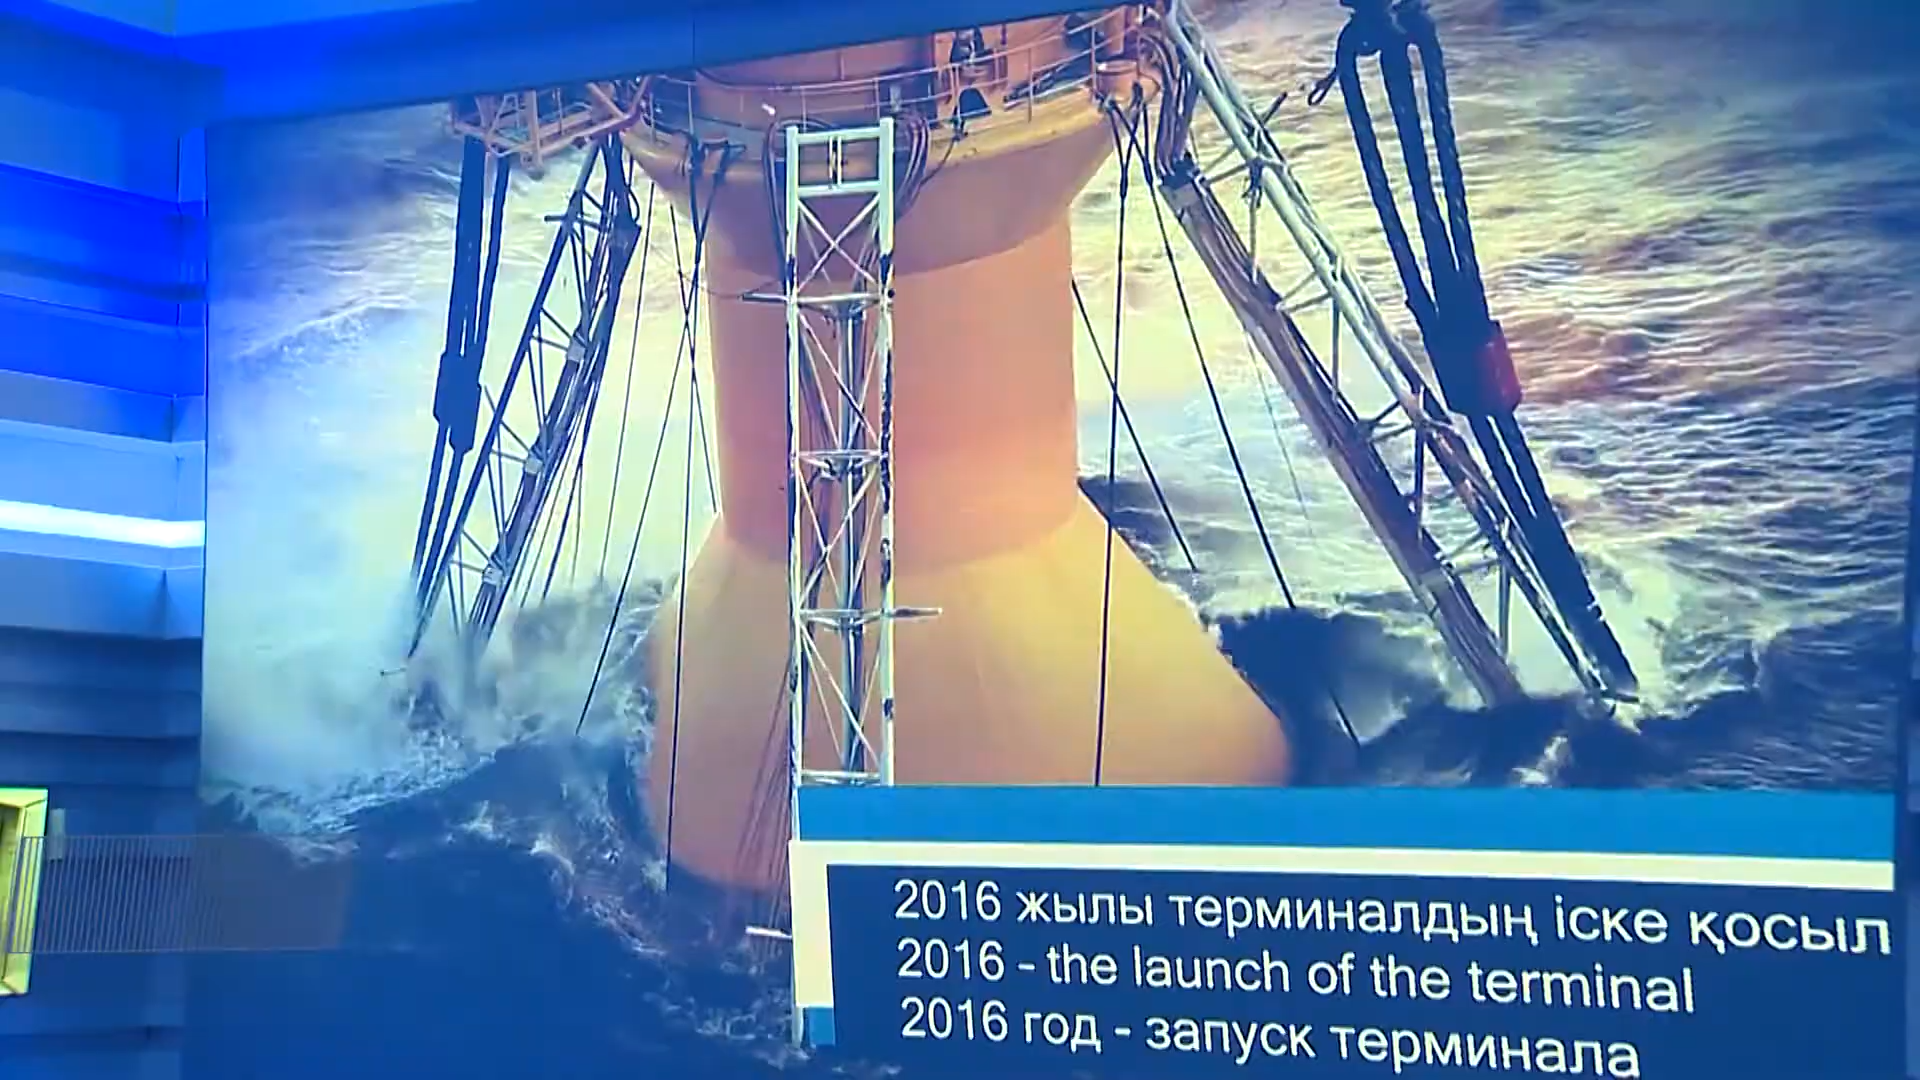 2016 жылы терминалдың іске қосыл
2016 - the launch of the terminal
2016 год - запуск терминала